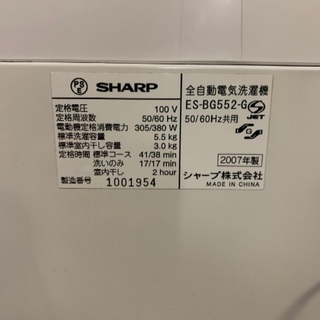 PS E SHARP
全自動電気洗濯機
ES-BG552-G
JET
定格電圧 100 V
定格周波数 50/60 Hz
50/60Hz共用
電動機定格消費電力 305/380 W
標準洗濯容量 5.5 kg
標準室内干し容量 3.0 kg
定格時間 標準コース 41/38 min
洗いのみ 17/17 min
室内干し 2 hour
製造番号 1001954
2007年製
シャープ株式会社
MADE IN CHINA